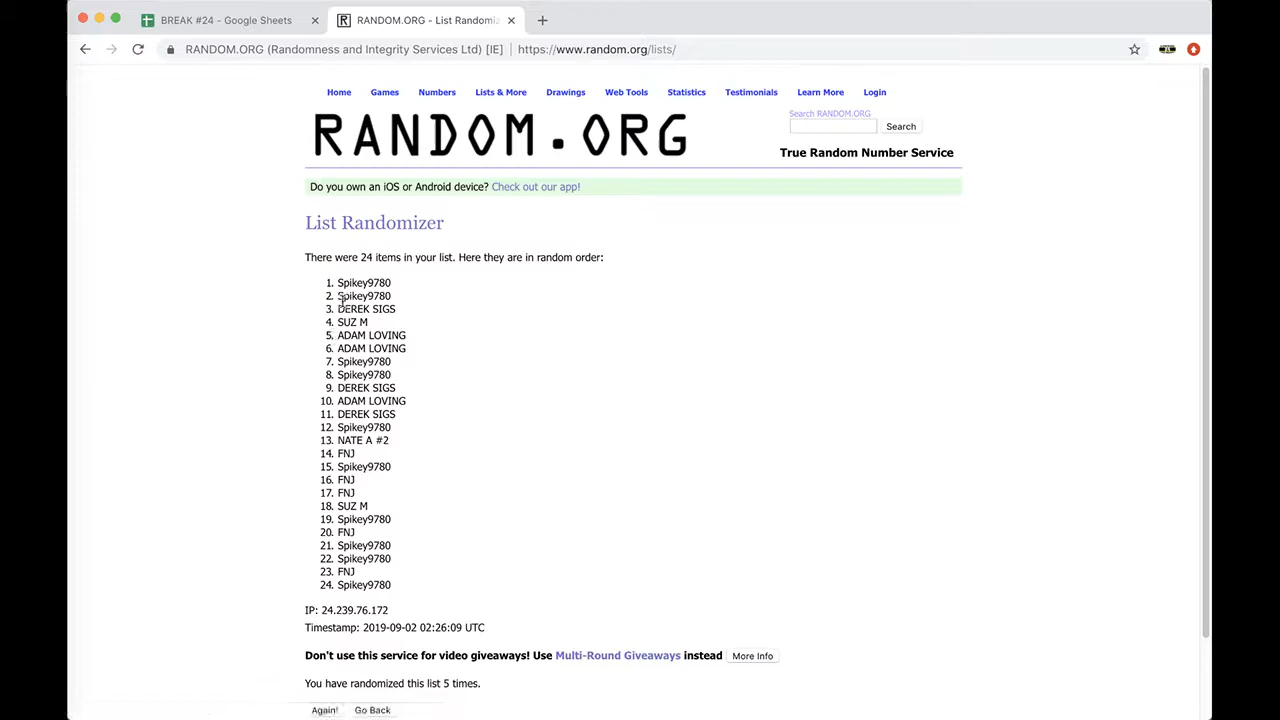 BREAK #24 - Google Sheets
RANDOM.ORG - List Randomiz
RANDOM.ORG (Randomness and Integrity Services Ltd) [IE] https://www.random.org/lists/
Home Games Numbers Lists & More Drawings Web Tools Statistics Testimonials Learn More Login
RANDOM.ORG
Search RANDOM.ORG
Search
True Random Number Service
Do you own an iOS or Android device? Check out our app!
List Randomizer
There were 24 items in your list. Here they are in random order:
1. Spikey9780
2. Spikey9780
3. DEREK SIGS
4. SUZ M
5. ADAM LOVING
6. ADAM LOVING
7. Spikey9780
8. Spikey9780
9. DEREK SIGS
10. ADAM LOVING
11. DEREK SIGS
12. Spikey9780
13. NATE A #2
14. FNJ
15. Spikey9780
16. FNJ
17. FNJ
18. SUZ M
19. Spikey9780
20. FNJ
21. Spikey9780
22. Spikey9780
23. FNJ
24. Spikey9780
IP: 24.239.76.172
Timestamp: 2019-09-02 02:26:09 UTC
Don't use this service for video giveaways! Use Multi-Round Giveaways instead More Info
You have randomized this list 5 times.
Again! Go Back